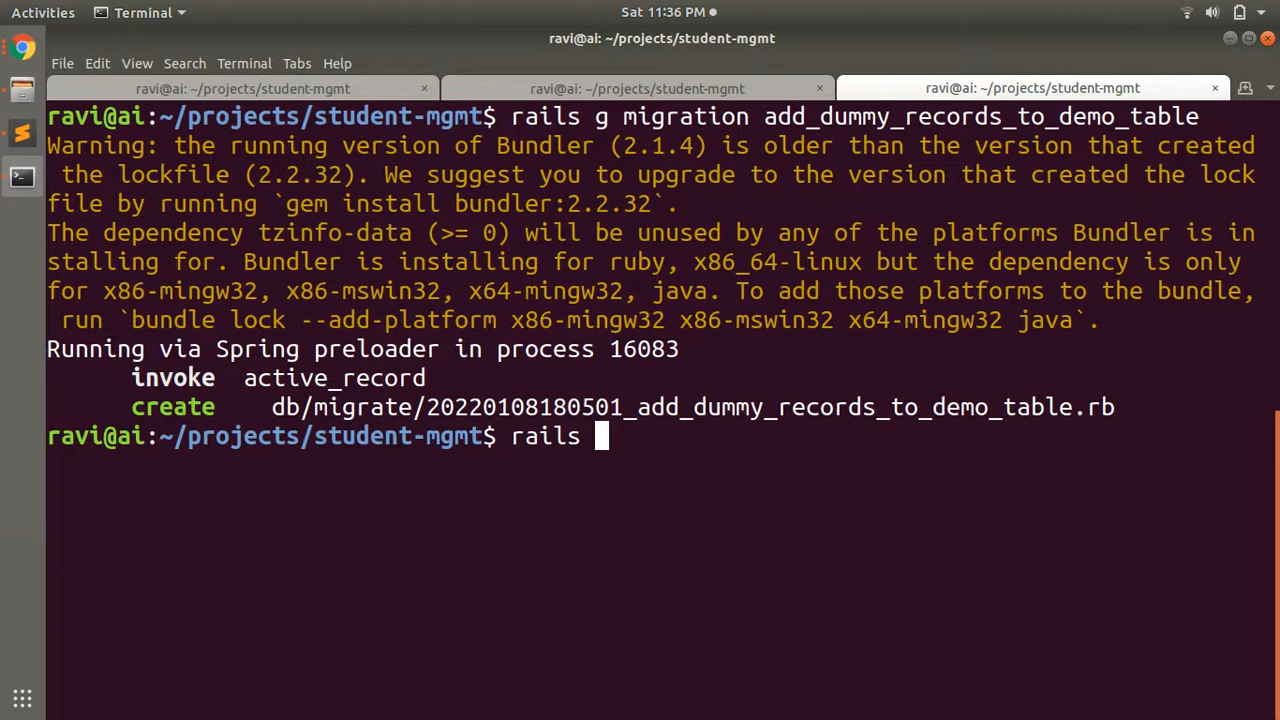 Activities Terminal Sat 11:36 PM
ravi@ai: ~/projects/student-mgmt
File Edit View Search Terminal Tabs Help
ravi@ai: ~/projects/student-mgmt × ravi@ai: ~/projects/student-mgmt × ravi@ai: ~/projects/student-mgmt ×
ravi@ai:~/projects/student-mgmt$ rails g migration add_dummy_records_to_demo_table
Warning: the running version of Bundler (2.1.4) is older than the version that created
 the lockfile (2.2.32). We suggest you to upgrade to the version that created the lock
file by running `gem install bundler:2.2.32`.
The dependency tzinfo-data (>= 0) will be unused by any of the platforms Bundler is in
stalling for. Bundler is installing for ruby, x86_64-linux but the dependency is only
for x86-mingw32, x86-mswin32, x64-mingw32, java. To add those platforms to the bundle,
 run `bundle lock --add-platform x86-mingw32 x86-mswin32 x64-mingw32 java`.
Running via Spring preloader in process 16083
      invoke  active_record
      create    db/migrate/20220108180501_add_dummy_records_to_demo_table.rb
ravi@ai:~/projects/student-mgmt$ rails